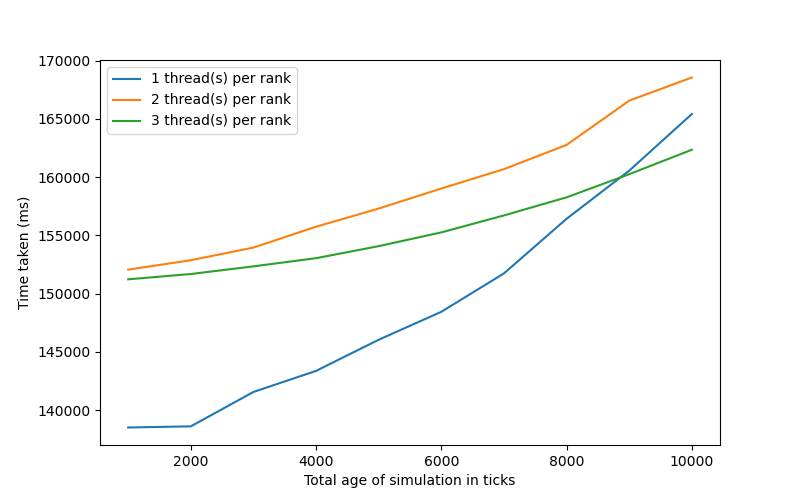 170000
165000
160000
155000
150000
145000
140000
Time taken (ms)
1 thread(s) per rank
2 thread(s) per rank
3 thread(s) per rank
2000 4000 6000 8000 10000
Total age of simulation in ticks